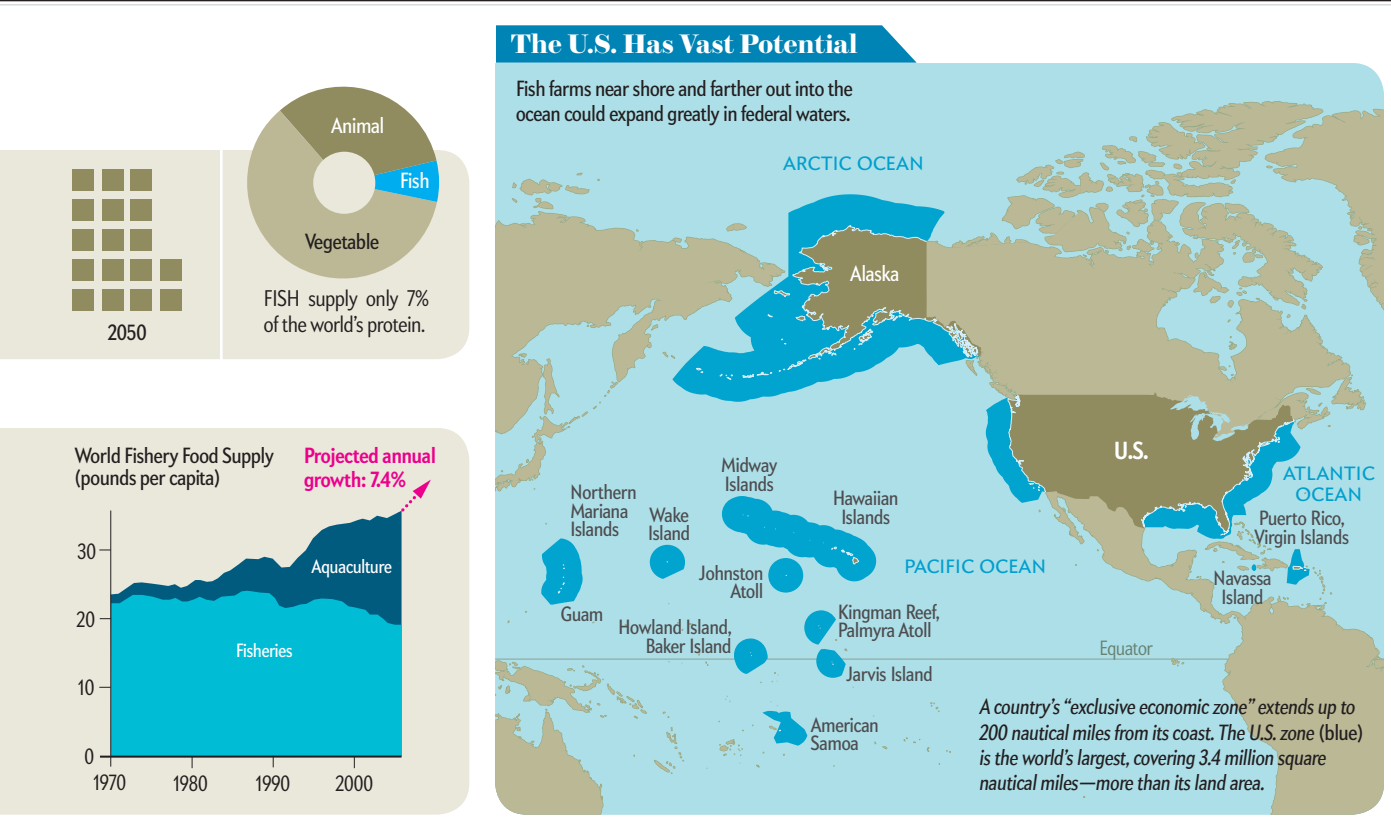 Animal
Fish
Vegetable
FISH supply only 7%
of the world’s protein.
2050
World Fishery Food Supply
(pounds per capita)
Projected annual
growth: 7.4%
30
20
10
0
Aquaculture
Fisheries
1970
1980
1990
2000
The U.S. Has Vast Potential
Fish farms near shore and farther out into the
ocean could expand greatly in federal waters.
ARCTIC OCEAN
Alaska
U.S.
ATLANTIC
OCEAN
Midway
Islands
Northern
Mariana
Islands
Wake
Island
Hawaiian
Islands
Puerto Rico,
Virgin Islands
PACIFIC OCEAN
Johnston
Atoll
Navassa
Island
Guam
Kingman Reef,
Palmyra Atoll
Howland Island,
Baker Island
Equator
Jarvis Island
American
Samoa
A country’s “exclusive economic zone” extends up to
200 nautical miles from its coast. The U.S. zone (blue)
is the world’s largest, covering 3.4 million square
nautical miles—more than its land area.